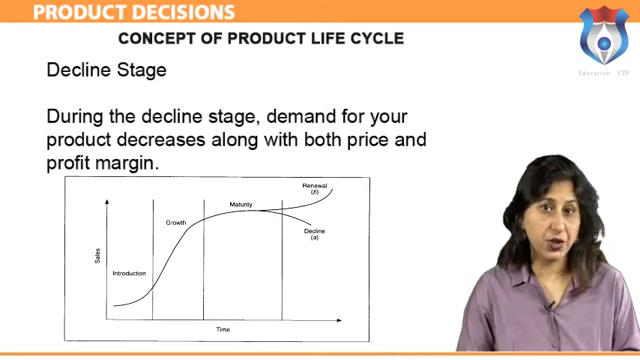 PRODUCT DECISIONS
CONCEPT OF PRODUCT LIFE CYCLE
Decline Stage
During the decline stage, demand for your
product decreases along with both price and
profit margin.
Renewal
(b)
Maturity
Growth
Decline
(a)
Sales
Introduction
Time
Education